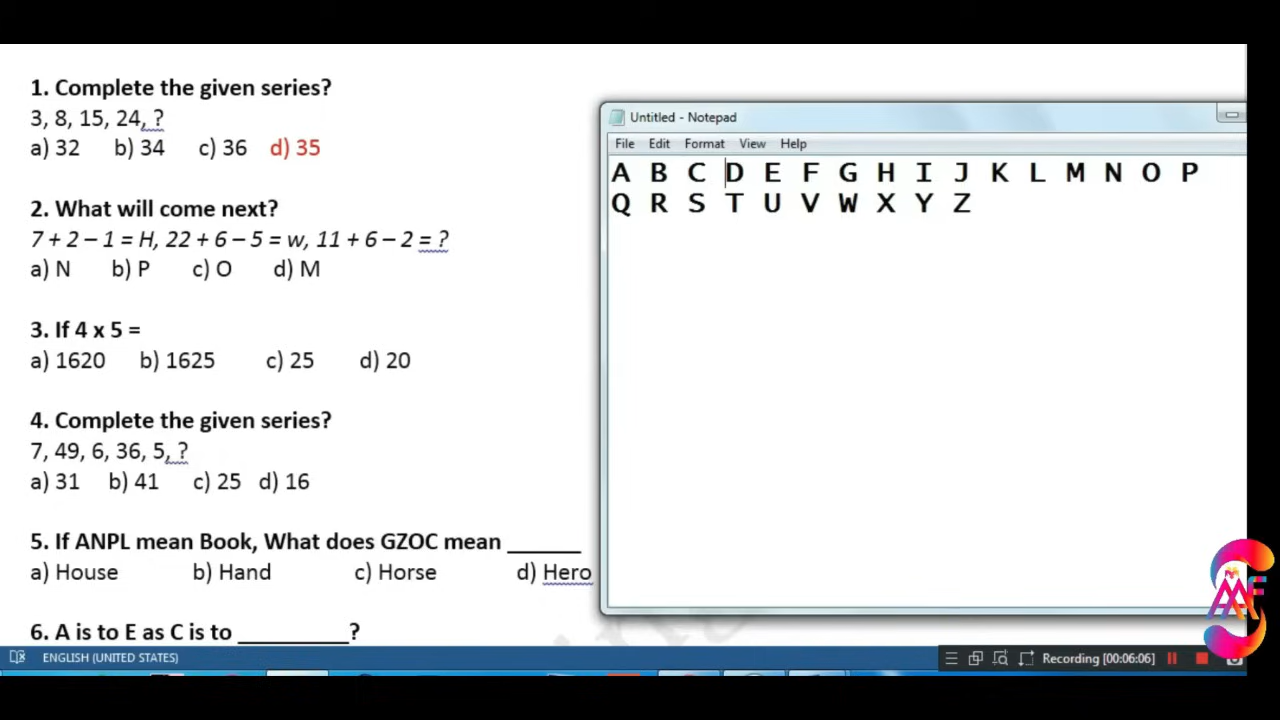 1. Complete the given series?
3, 8, 15, 24, ?
a) 32 b) 34 c) 36 d) 35
2. What will come next?
7 + 2 – 1 = H, 22 + 6 – 5 = w, 11 + 6 – 2 = ?
a) N b) P c) O d) M
3. If 4 x 5 =
a) 1620 b) 1625 c) 25 d) 20
4. Complete the given series?
7, 49, 6, 36, 5, ?
a) 31 b) 41 c) 25 d) 16
5. If ANPL mean Book, What does GZOC mean ______
a) House b) Hand c) Horse d) Hero
6. A is to E as C is to _________?
Untitled - Notepad
File Edit Format View Help
A B C D E F G H I J K L M N O P
Q R S T U V W X Y Z
ENGLISH (UNITED STATES)
Recording [00:06:06]